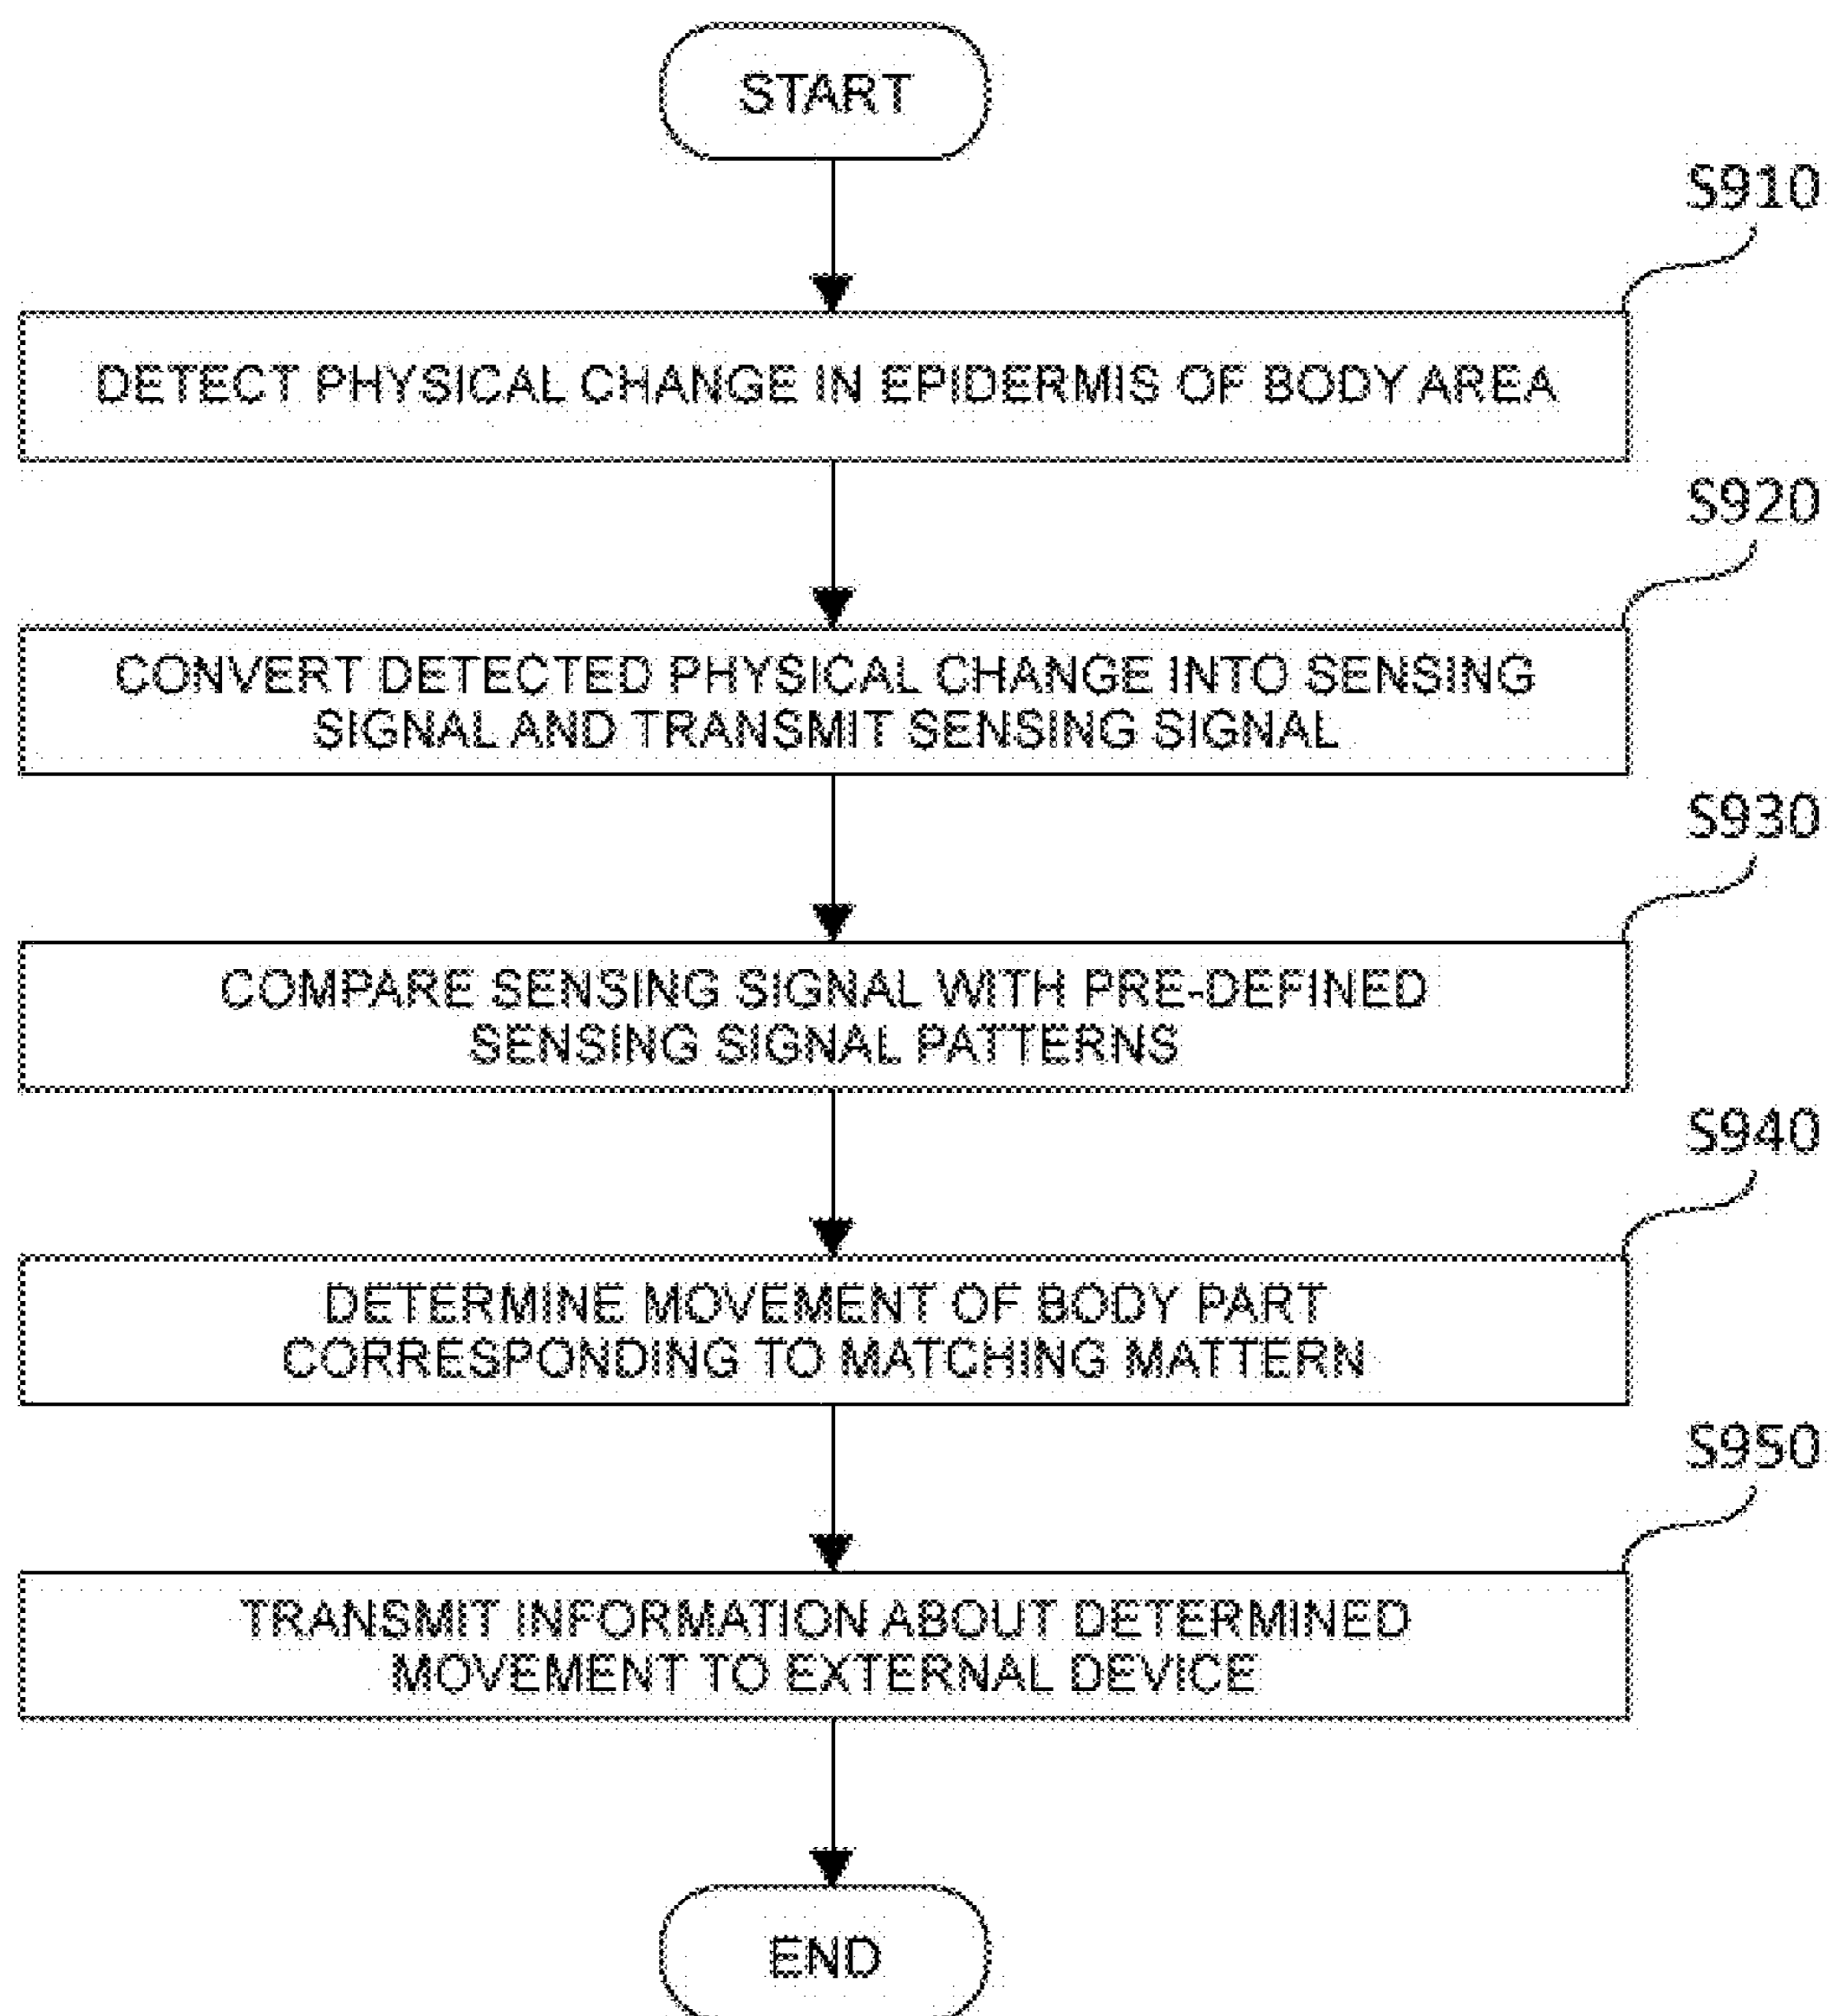 START
S910
DETECT PHYSICAL CHANGE IN EPIDERMIS OF BODY AREA
S920
CONVERT DETECTED PHYSICAL CHANGE INTO SENSING
SIGNAL AND TRANSMIT SENSING SIGNAL
S930
COMPARE SENSING SIGNAL WITH PRE-DEFINED
SENSING SIGNAL PATTERNS
S940
DETERMINE MOVEMENT OF BODY PART
CORRESPONDING TO MATCHING MATTERN
S950
TRANSMIT INFORMATION ABOUT DETERMINED
MOVEMENT TO EXTERNAL DEVICE
END